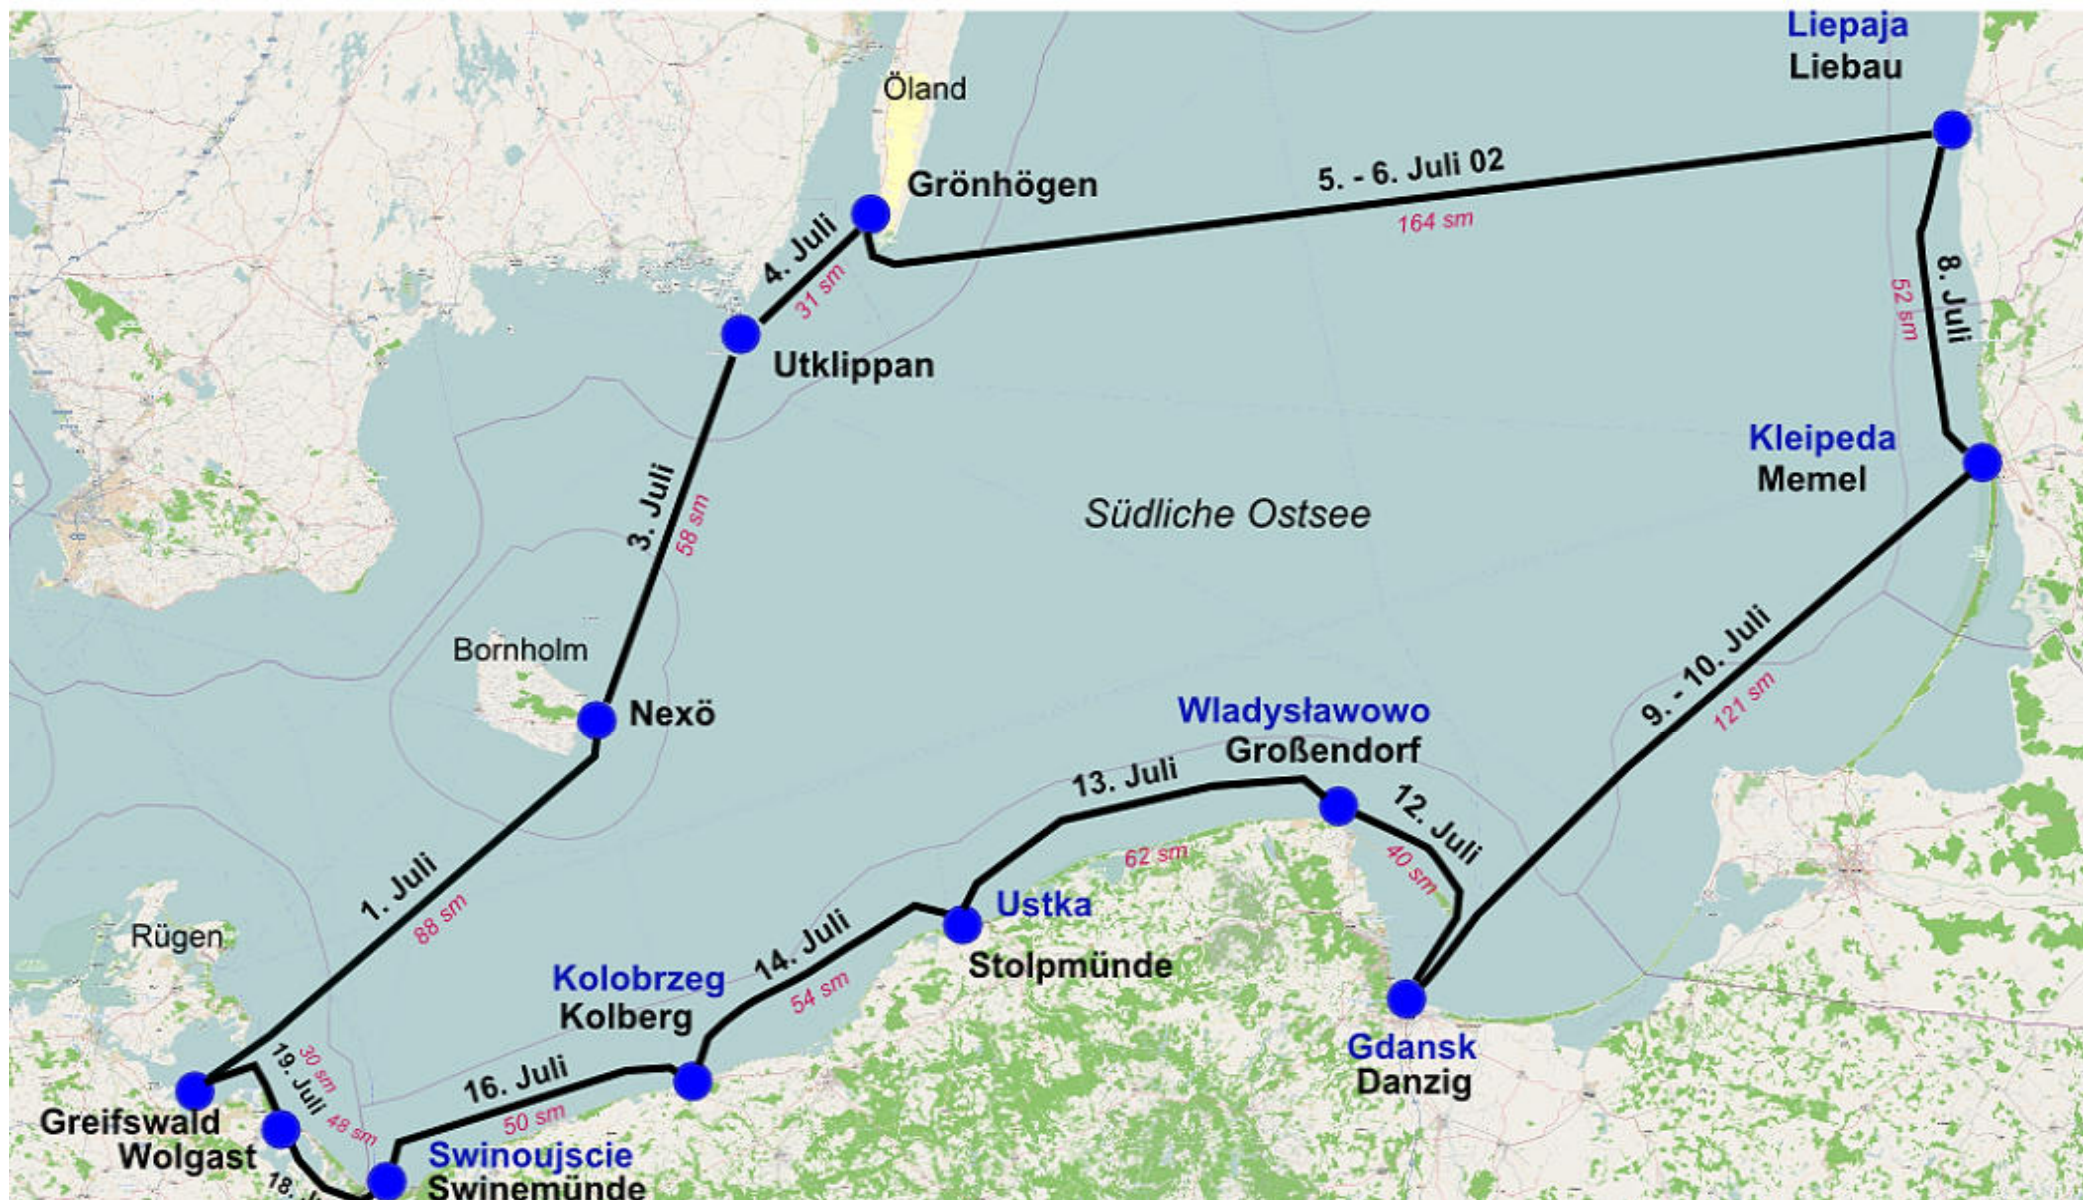 Liepaja
Liebau
Öland
Grönhögen
5. - 6. Juli 02
164 sm
4. Juli
31 sm
8. Juli
52 sm
Utklippan
Kleipeda
Memel
3. Juli
58 sm
Südliche Ostsee
Bornholm
Nexö
9. - 10. Juli
121 sm
Wladysławowo
Großendorf
13. Juli
62 sm
12. Juli
40 sm
1. Juli
88 sm
Rügen
Ustka
Stolpmünde
14. Juli
54 sm
Kolobrzeg
Kolberg
Gdansk
Danzig
16. Juli
50 sm
19. Juli
30 sm
48 sm
Greifswald
Wolgast
Swinoujscie
Swinemünde
18.